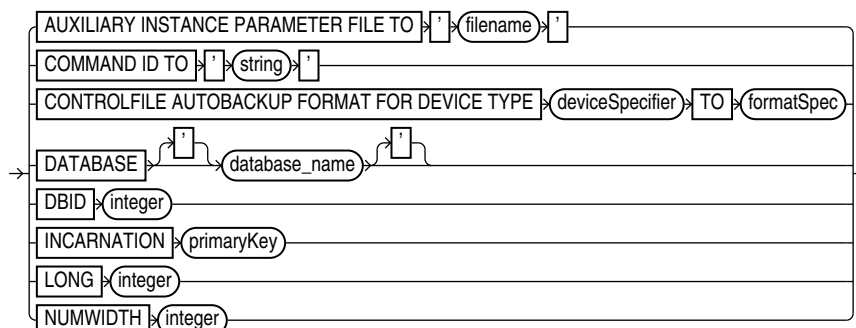 AUXILIARY INSTANCE PARAMETER FILE TO ' filename '
COMMAND ID TO ' string '
CONTROLFILE AUTOBACKUP FORMAT FOR DEVICE TYPE deviceSpecifier TO formatSpec
DATABASE ' database_name '
DBID integer
INCARNATION primaryKey
LONG integer
NUMWIDTH integer